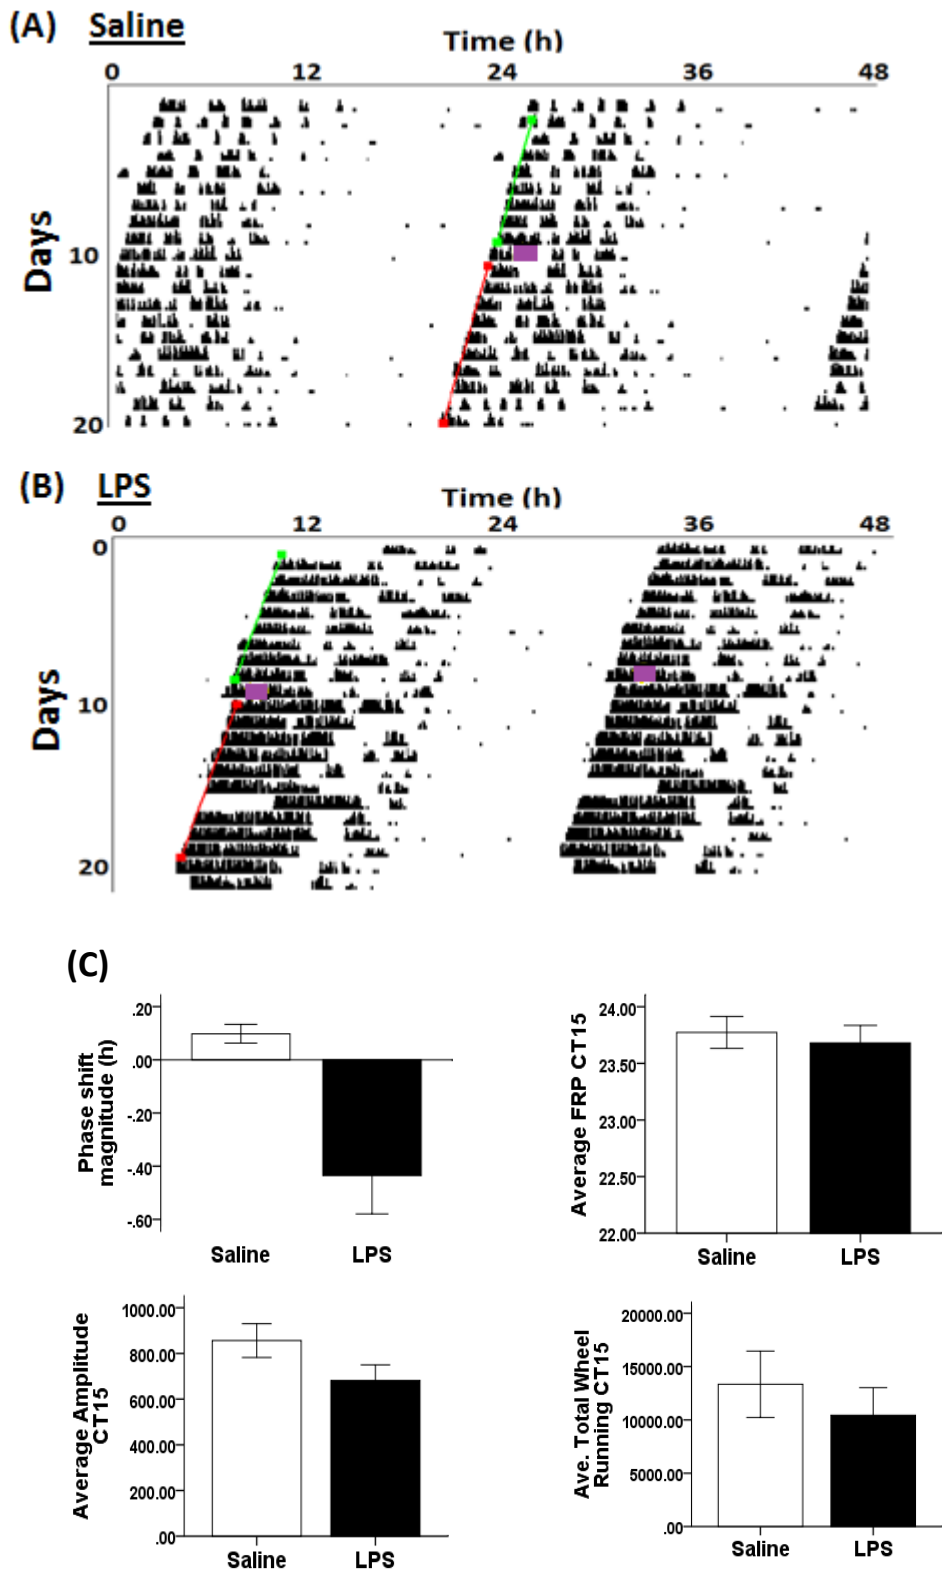 (A) Saline
Time (h)
0 12 24 36 48
Days
10
20
(B) LPS
Time (h)
0 12 24 36 48
Days
0
10
20
(C)
Phase shift
magnitude (h)
.20
.00
-.20
-.40
-.60
Saline LPS
Average FRP CT15
24.00
23.50
23.00
22.50
22.00
Saline LPS
Average Amplitude
CT15
1000.00
800.00
600.00
400.00
200.00
.00
Saline LPS
Ave. Total Wheel
Running CT15
20000.00
15000.00
10000.00
5000.00
.00
Saline LPS